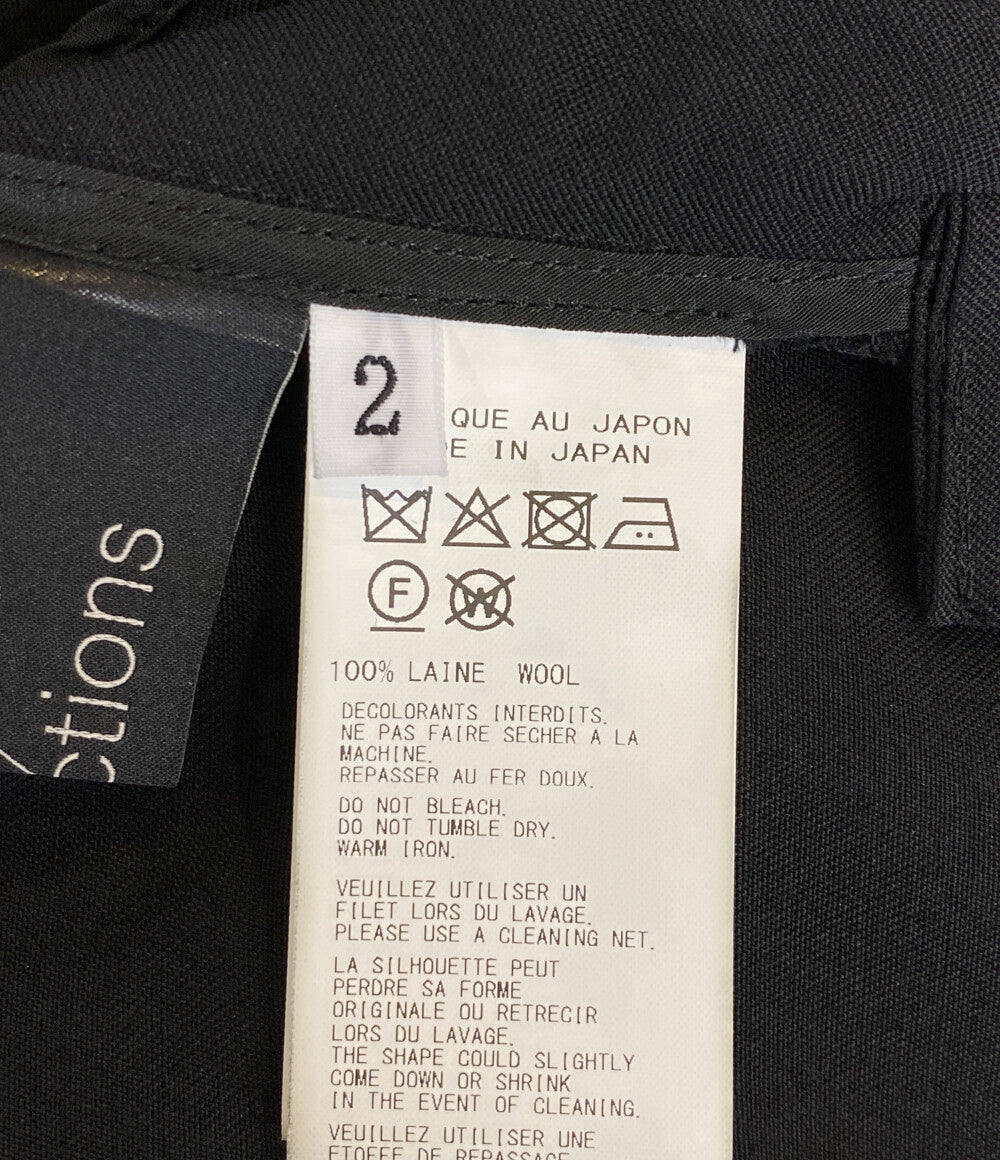 2
QUE AU JAPON
E IN JAPAN
F
W
100% LAINE WOOL
DECOLORANTS INTERDITS.
NE PAS FAIRE SECHER A LA
MACHINE.
REPASSER AU FER DOUX.
DO NOT BLEACH.
DO NOT TUMBLE DRY.
WARM IRON.
VEUILLEZ UTILISER UN
FILET LORS DU LAVAGE.
PLEASE USE A CLEANING NET.
LA SILHOUETTE PEUT
PERDRE SA FORME
ORIGINALE OU RETRECIR
LORS DU LAVAGE.
THE SHAPE COULD SLIGHTLY
COME DOWN OR SHRINK
IN THE EVENT OF CLEANING.
VEUILLEZ UTILISER UNE
ETOFFE DE REPASSAGE
ctions